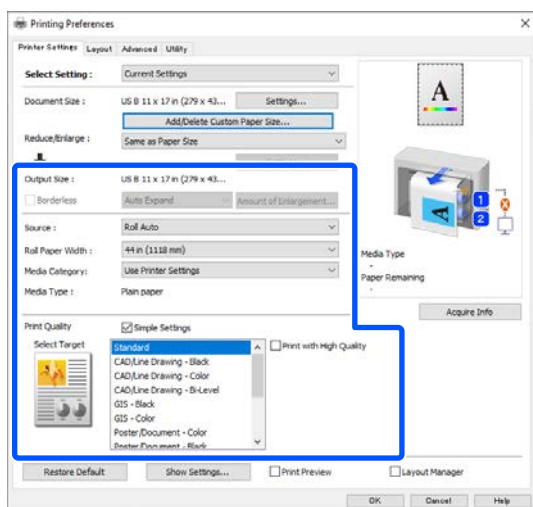 Printing Preferences
Printer Settings Layout Advanced Utility
Select Setting : Current Settings
Document Size : US B 11 x 17 in (279 x 43... Settings...
Add/Delete Custom Paper Size...
Reduce/Enlarge : Same as Paper Size
Output Size : US B 11 x 17 in (279 x 43...
Borderless Auto Expand Amount of Enlargement...
Source : Roll Auto
Roll Paper Width : 44 in (1118 mm)
Media Category: Use Printer Settings
Media Type : Plain paper
Print Quality Simple Settings
Select Target Standard Print with High Quality
CAD/Line Drawing - Black
CAD/Line Drawing - Color
CAD/Line Drawing - Bi-Level
GIS - Black
GIS - Color
Poster/Document - Color
Poster/Document - Black
A
A
1
2
Media Type
-
Paper Remaining
-
Acquire Info
Restore Default Show Settings... Print Preview Layout Manager
OK Cancel Help